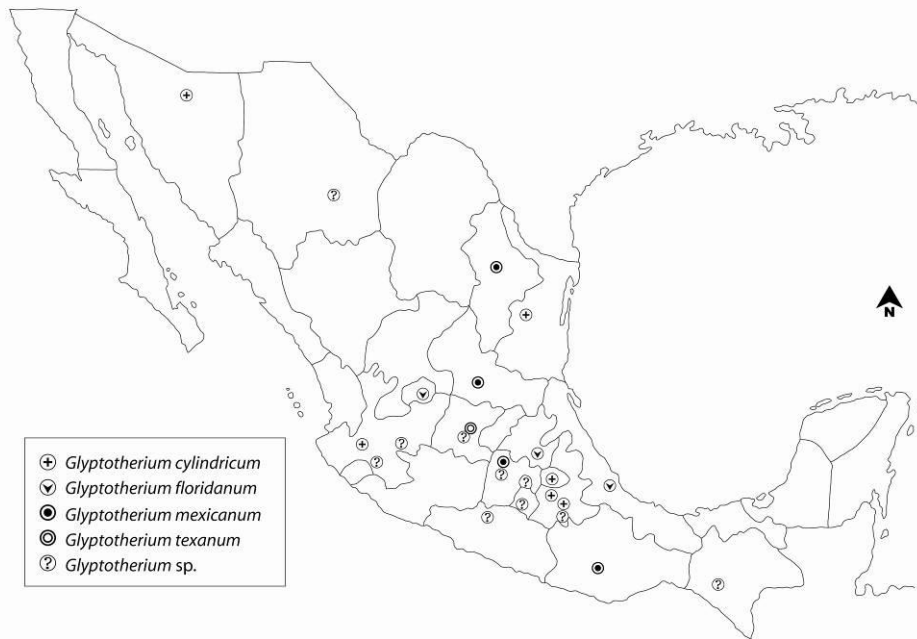 N
Glyptotherium cylindricum
Glyptotherium floridanum
Glyptotherium mexicanum
Glyptotherium texanum
Glyptotherium sp.